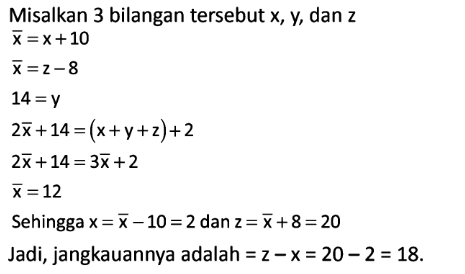 Misalkan 3 bilangan tersebut x, y, dan z
x̅ = x + 10
x̅ = z − 8
14 = y
2x̅ + 14 = (x + y + z) + 2
2x̅ + 14 = 3x̅ + 2
x̅ = 12
Sehingga x = x̅ − 10 = 2 dan z = x̅ + 8 = 20
Jadi, jangkauannya adalah = z − x = 20 − 2 = 18.